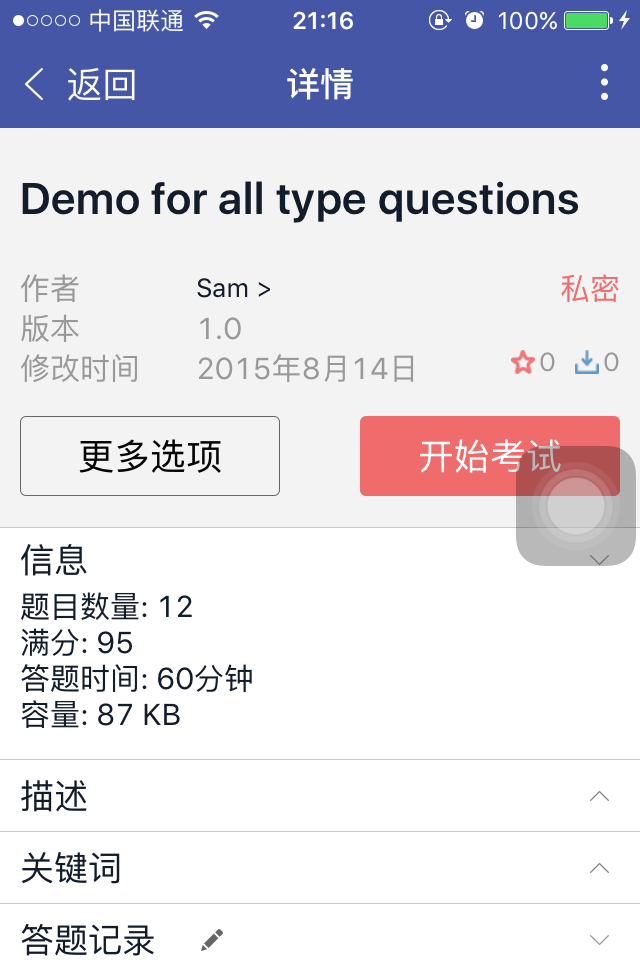 中国联通 21:16 100%
返回 详情
Demo for all type questions
作者 Sam > 私密
版本 1.0
修改时间 2015年8月14日 0 0
更多选项 开始考试
信息
题目数量: 12
满分: 95
答题时间: 60分钟
容量: 87 KB
描述
关键词
答题记录